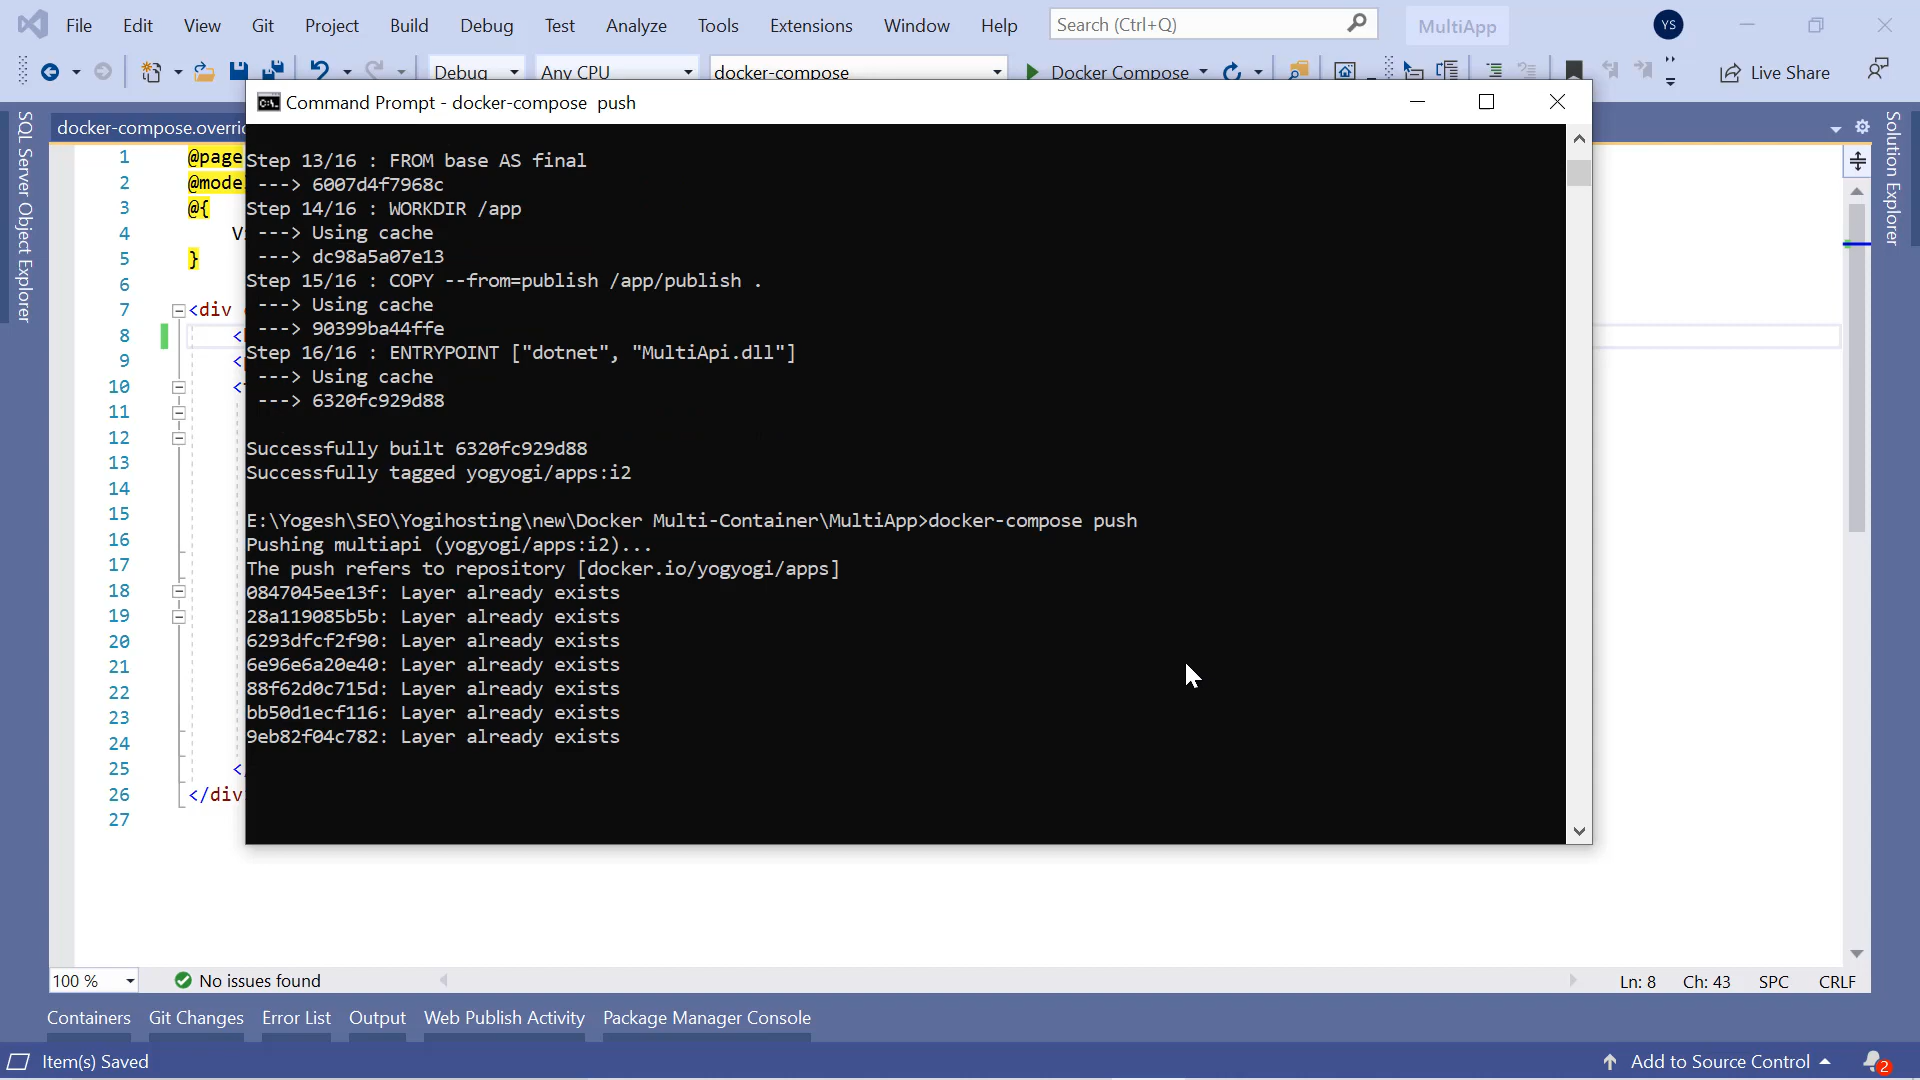 File Edit View Git Project Build Debug Test Analyze Tools Extensions Window Help Search (Ctrl+Q) MultiApp YS
Debug Any CPU docker-compose Docker Compose Live Share
Command Prompt - docker-compose  push
SQL Server Object Explorer
docker-compose.overri
Solution Explorer
1 @page
2 @mode
3 @{
4 V
5 }
6
7 <div
8 <
9 <
10 <
11
12
13
14
15
16
17
18
19
20
21
22
23
24
25 </
26 </div
27
Step 13/16 : FROM base AS final
 ---> 6007d4f7968c
Step 14/16 : WORKDIR /app
 ---> Using cache
 ---> dc98a5a07e13
Step 15/16 : COPY --from=publish /app/publish .
 ---> Using cache
 ---> 90399ba44ffe
Step 16/16 : ENTRYPOINT ["dotnet", "MultiApi.dll"]
 ---> Using cache
 ---> 6320fc929d88
Successfully built 6320fc929d88
Successfully tagged yogyogi/apps:i2
E:\Yogesh\SEO\Yogihosting\new\Docker Multi-Container\MultiApp>docker-compose push
Pushing multiapi (yogyogi/apps:i2)...
The push refers to repository [docker.io/yogyogi/apps]
0847045ee13f: Layer already exists
28a119085b5b: Layer already exists
6293dfcf2f90: Layer already exists
6e96e6a20e40: Layer already exists
88f62d0c715d: Layer already exists
bb50d1ecf116: Layer already exists
9eb82f04c782: Layer already exists
100 % No issues found Ln: 8 Ch: 43 SPC CRLF
Containers Git Changes Error List Output Web Publish Activity Package Manager Console
Item(s) Saved Add to Source Control 2